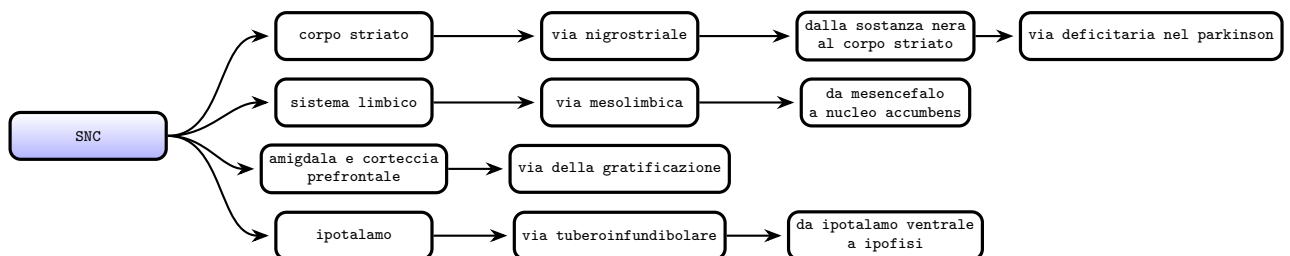 SNC
corpo striato
via nigrostriale
dalla sostanza nera
al corpo striato
via deficitaria nel parkinson
sistema limbico
via mesolimbica
da mesencefalo
a nucleo accumbens
amigdala e corteccia
prefrontale
via della gratificazione
ipotalamo
via tuberoinfundibolare
da ipotalamo ventrale
a ipofisi